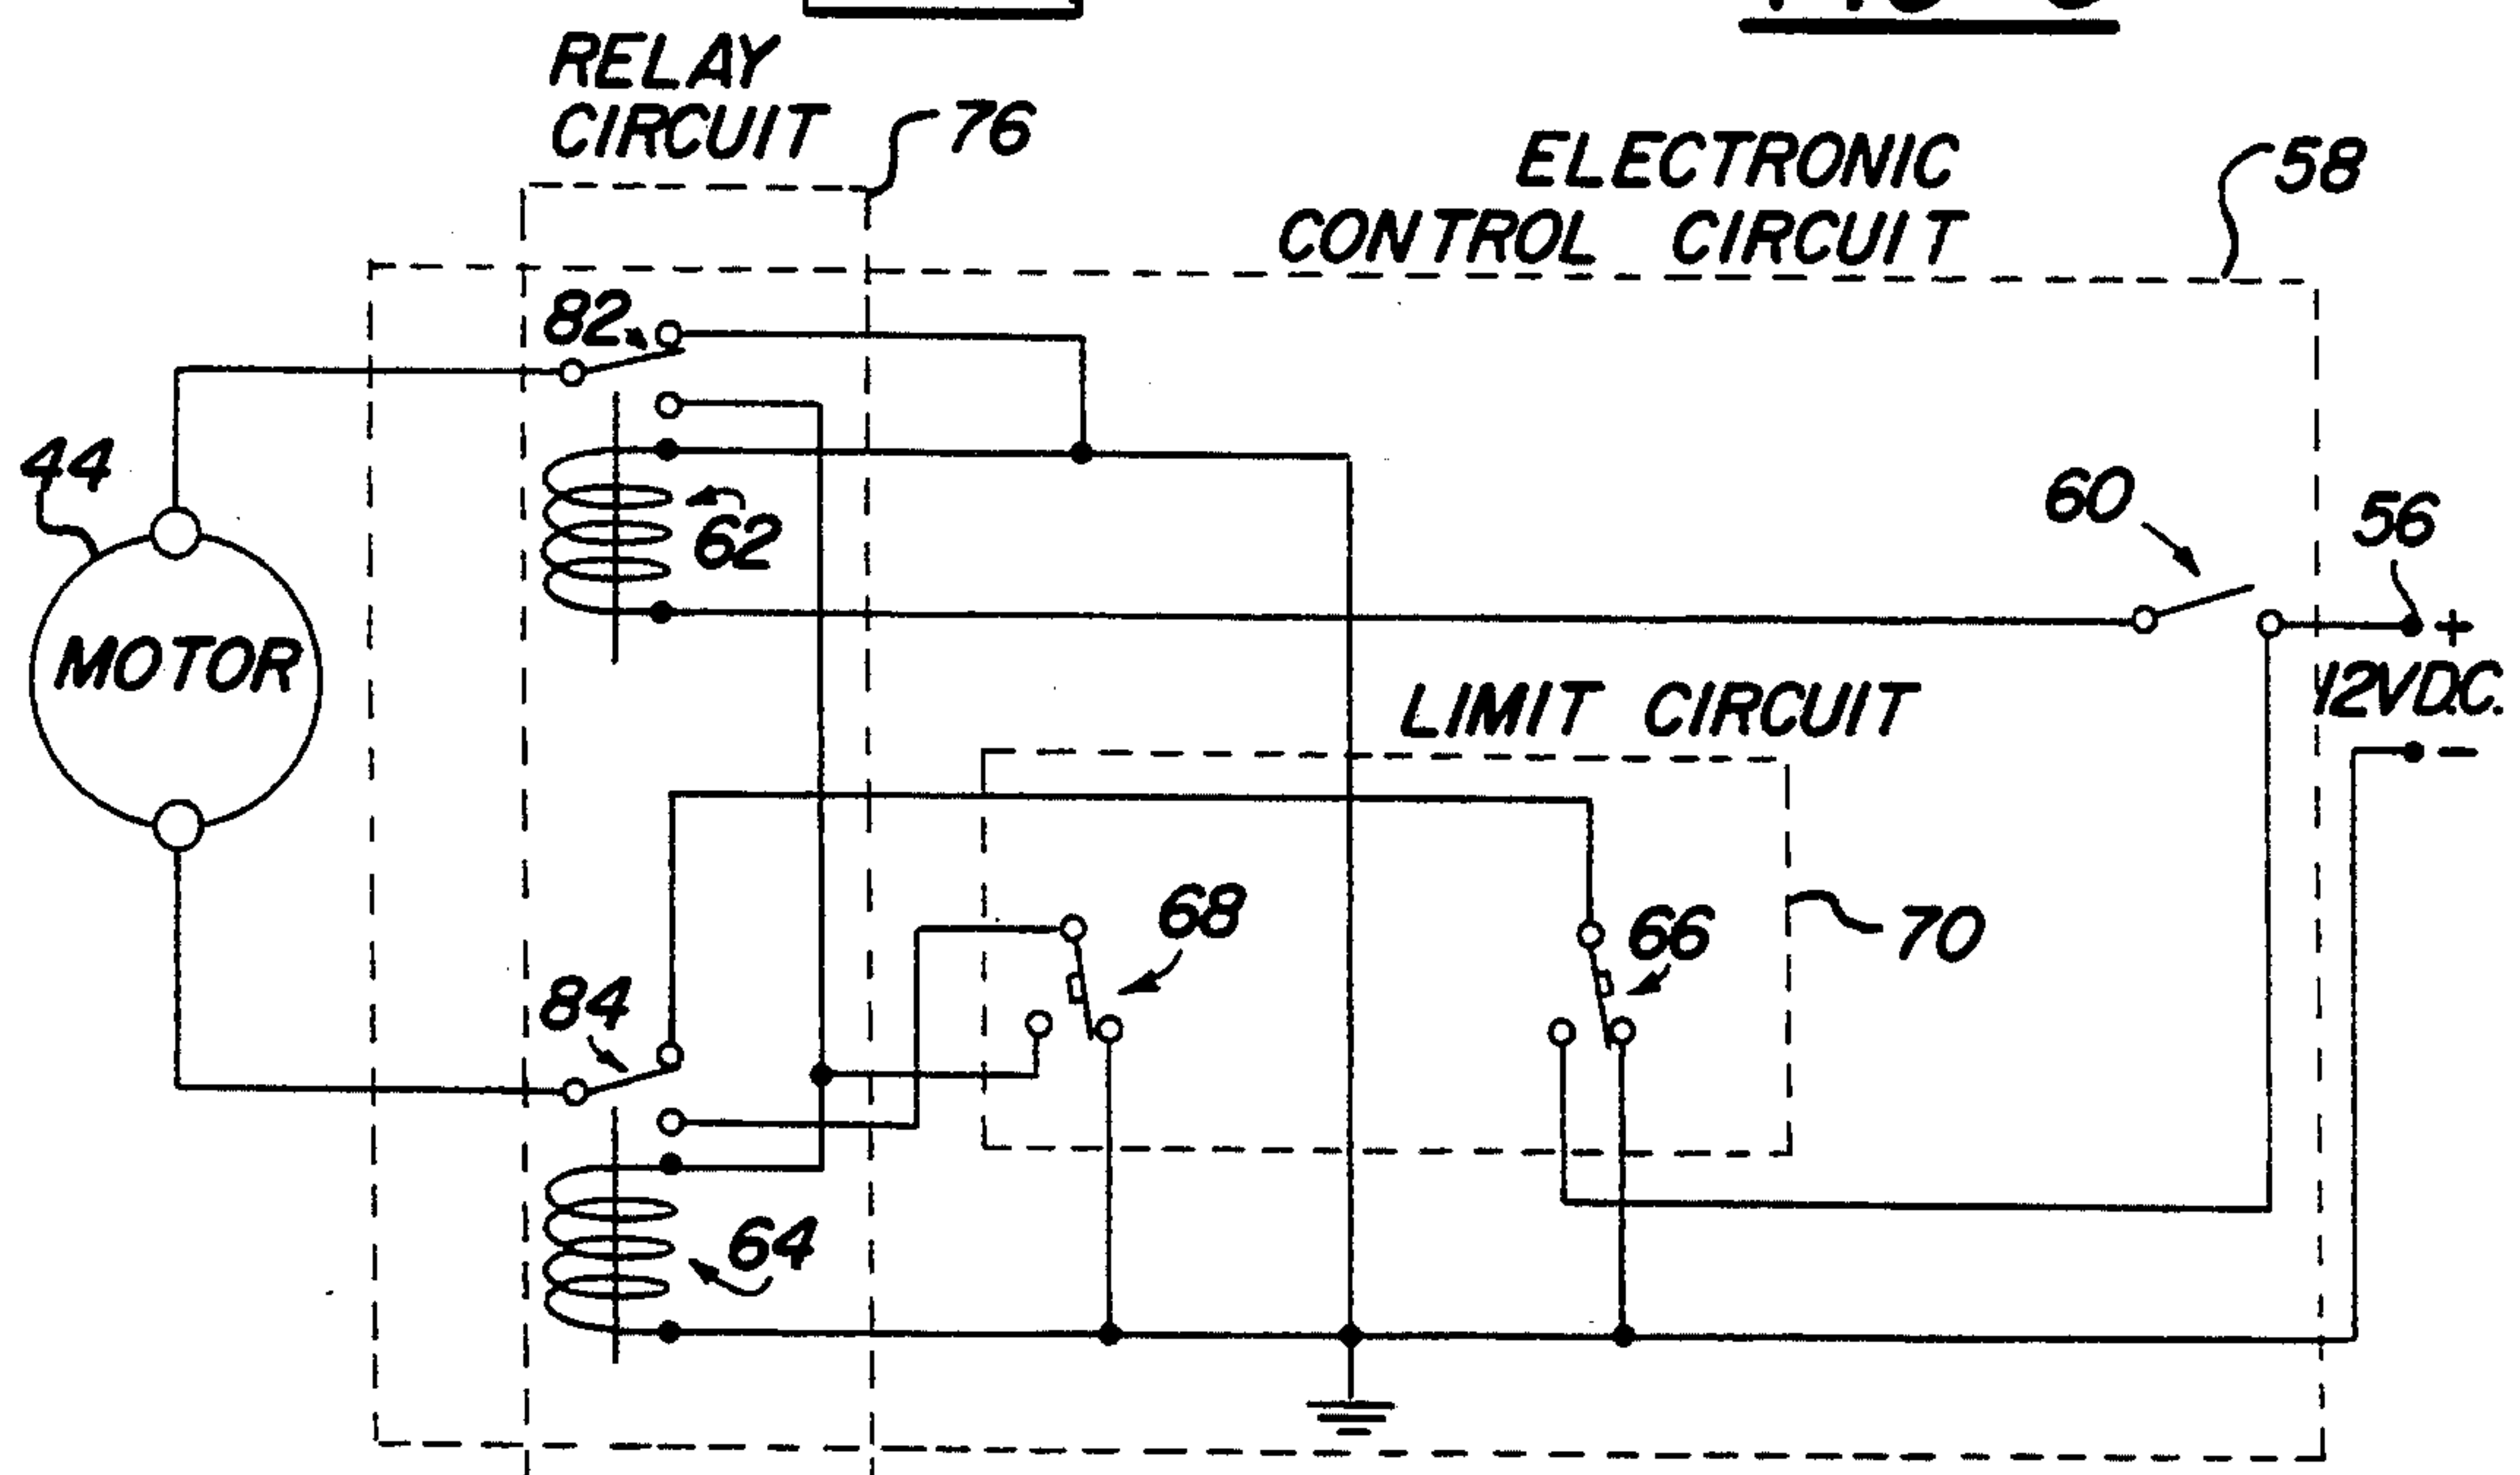 RELAY
CIRCUIT
76
ELECTRONIC
CONTROL CIRCUIT
58
82
44
62
60
56
+
MOTOR
12VD.C.
LIMIT CIRCUIT
−
68
66
70
84
64